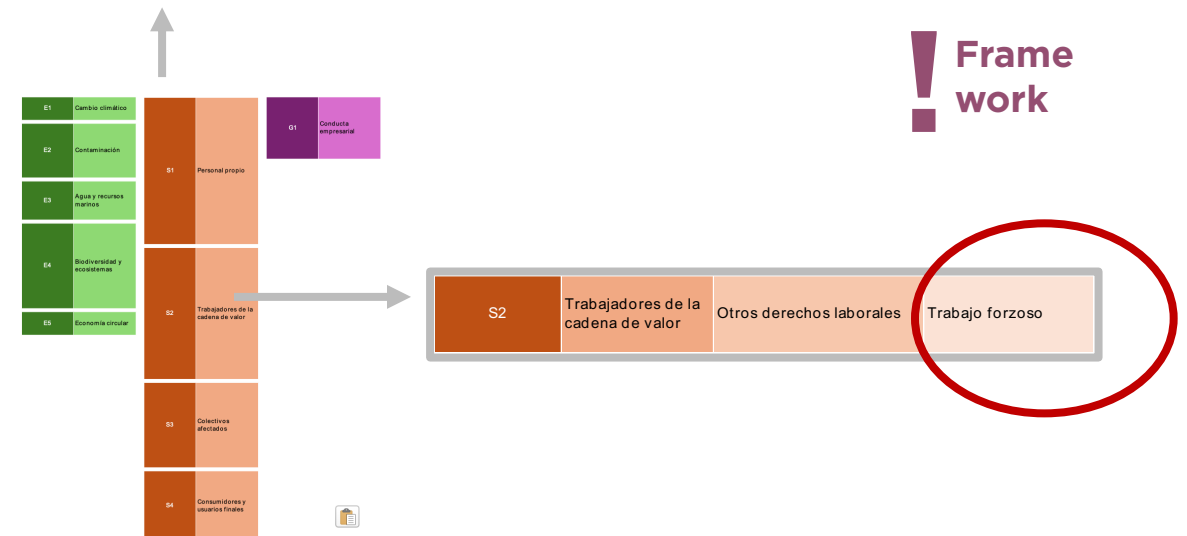 !
Frame
work
E1
Cambio climático
E2
Contaminación
E3
Agua y recursos
marinos
E4
Biodiversidad y
ecosistemas
E5
Economía circular
S1
Personal propio
S2
Trabajadores de la
cadena de valor
S3
Colectivos
afectados
S4
Consumidores y
usuarios finales
G1
Conducta
empresarial
S2
Trabajadores de la
cadena de valor
Otros derechos laborales
Trabajo forzoso